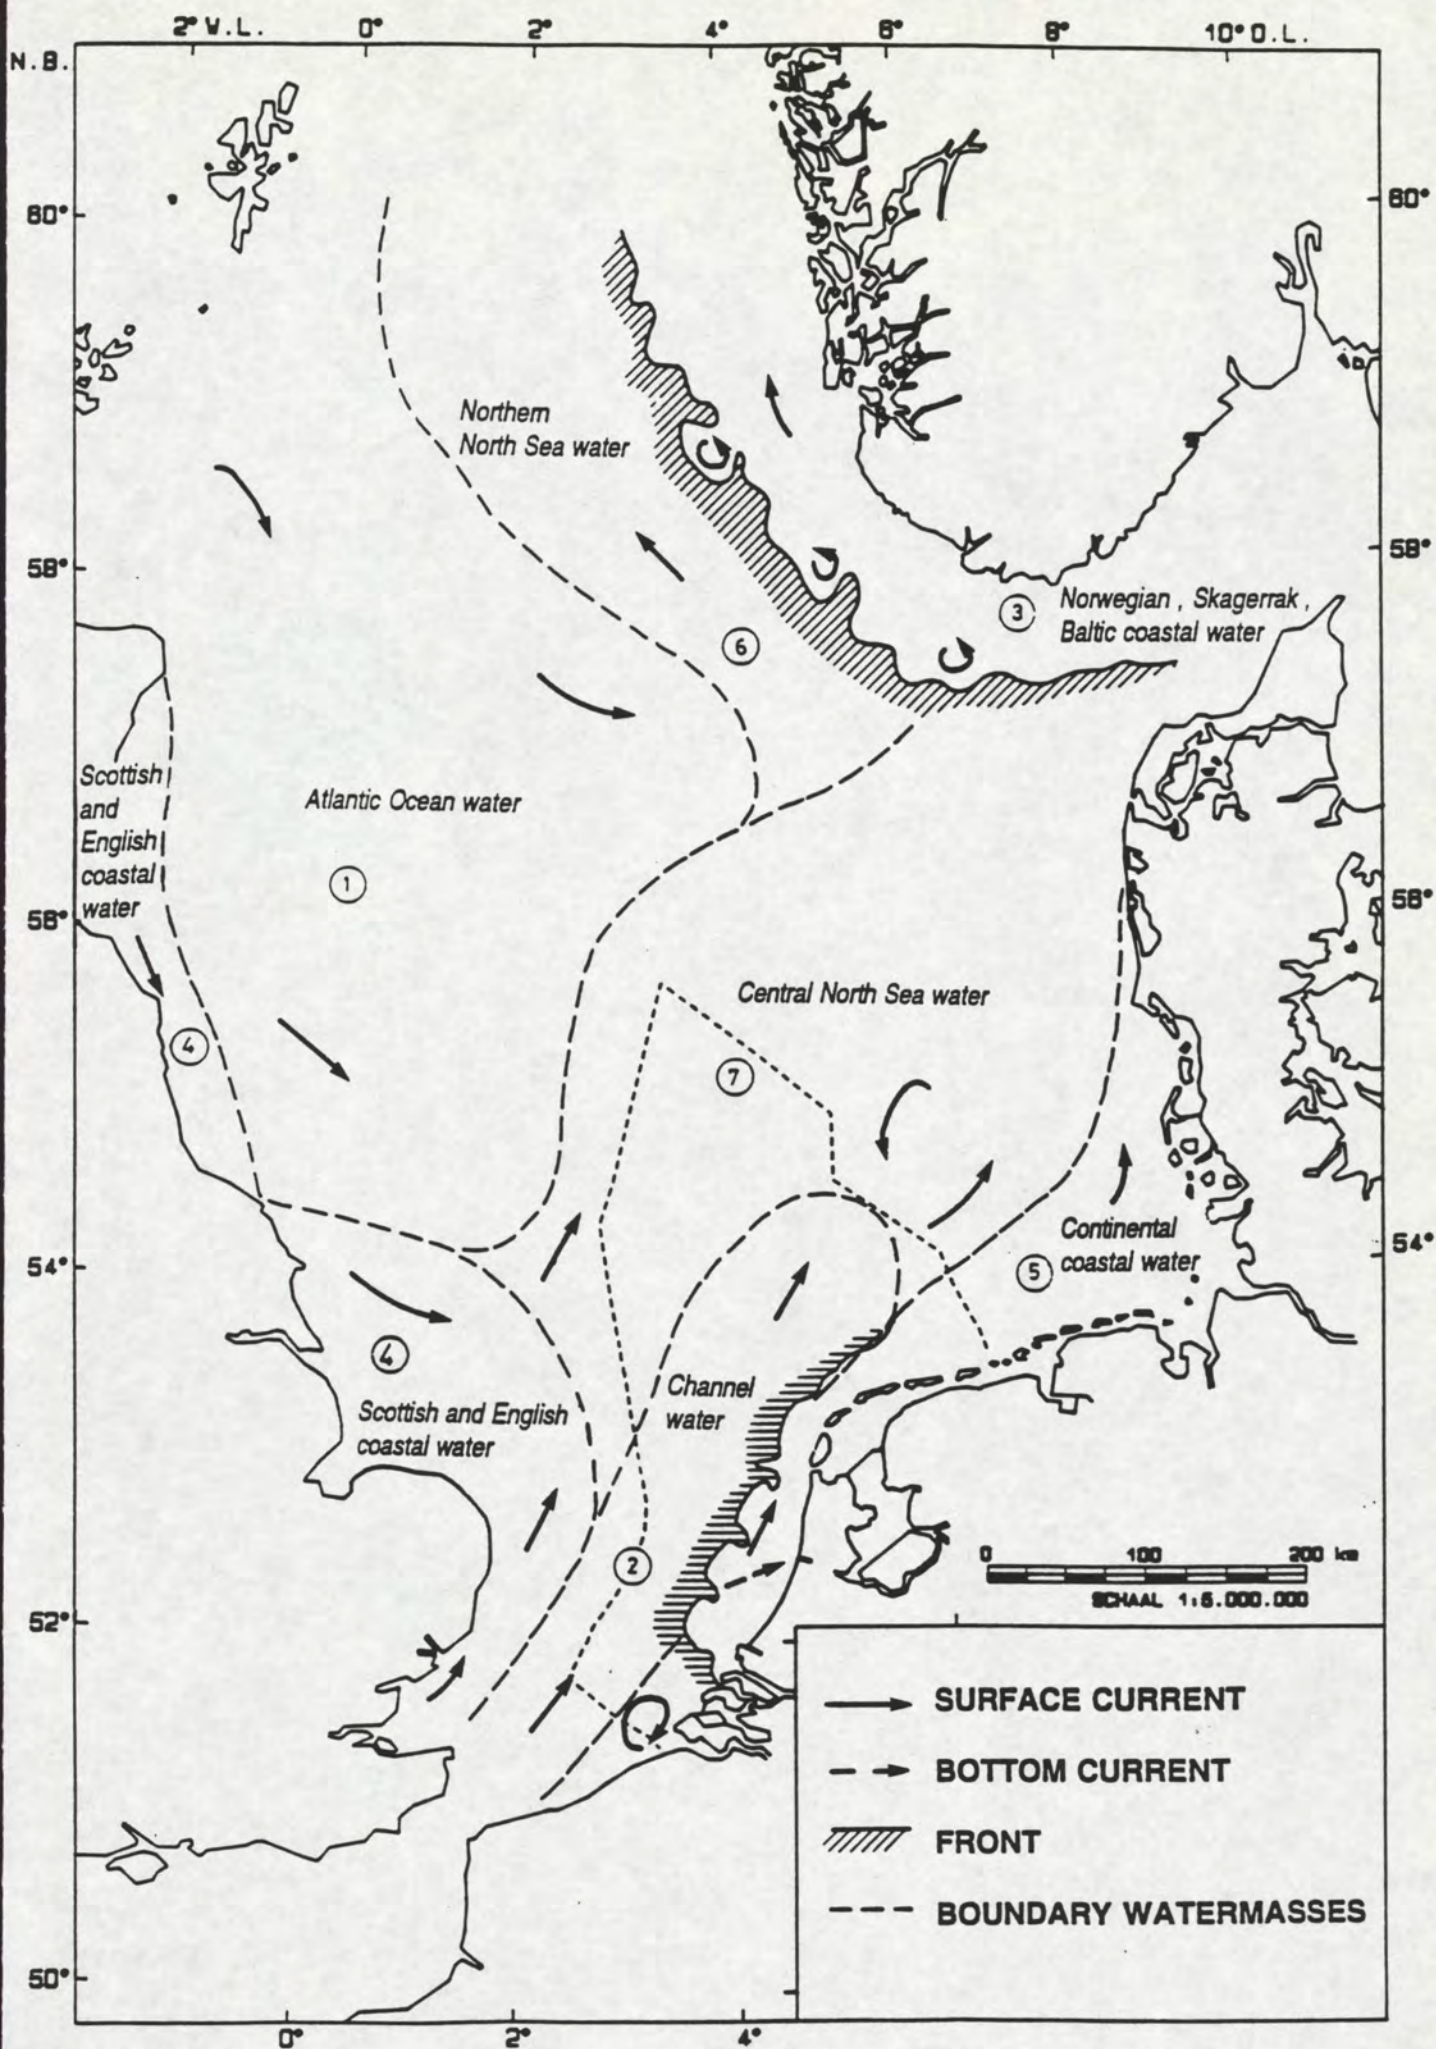 2° W.L. 0° 2° 4° 6° 8° 10° O.L.
N.B.
60° 60°
Northern
North Sea water
58° 58°
3 Norwegian , Skagerrak ,
Baltic coastal water
6
Scottish
and
English
coastal
water
Atlantic Ocean water
1
56° 56°
Central North Sea water
4
7
Continental
coastal water
5
54° 54°
4
Scottish and English
coastal water
Channel
water
2
0 100 200 km
SCHAAL 1:5.000.000
52°
SURFACE CURRENT
BOTTOM CURRENT
FRONT
BOUNDARY WATERMASSES
50°
0° 2° 4°